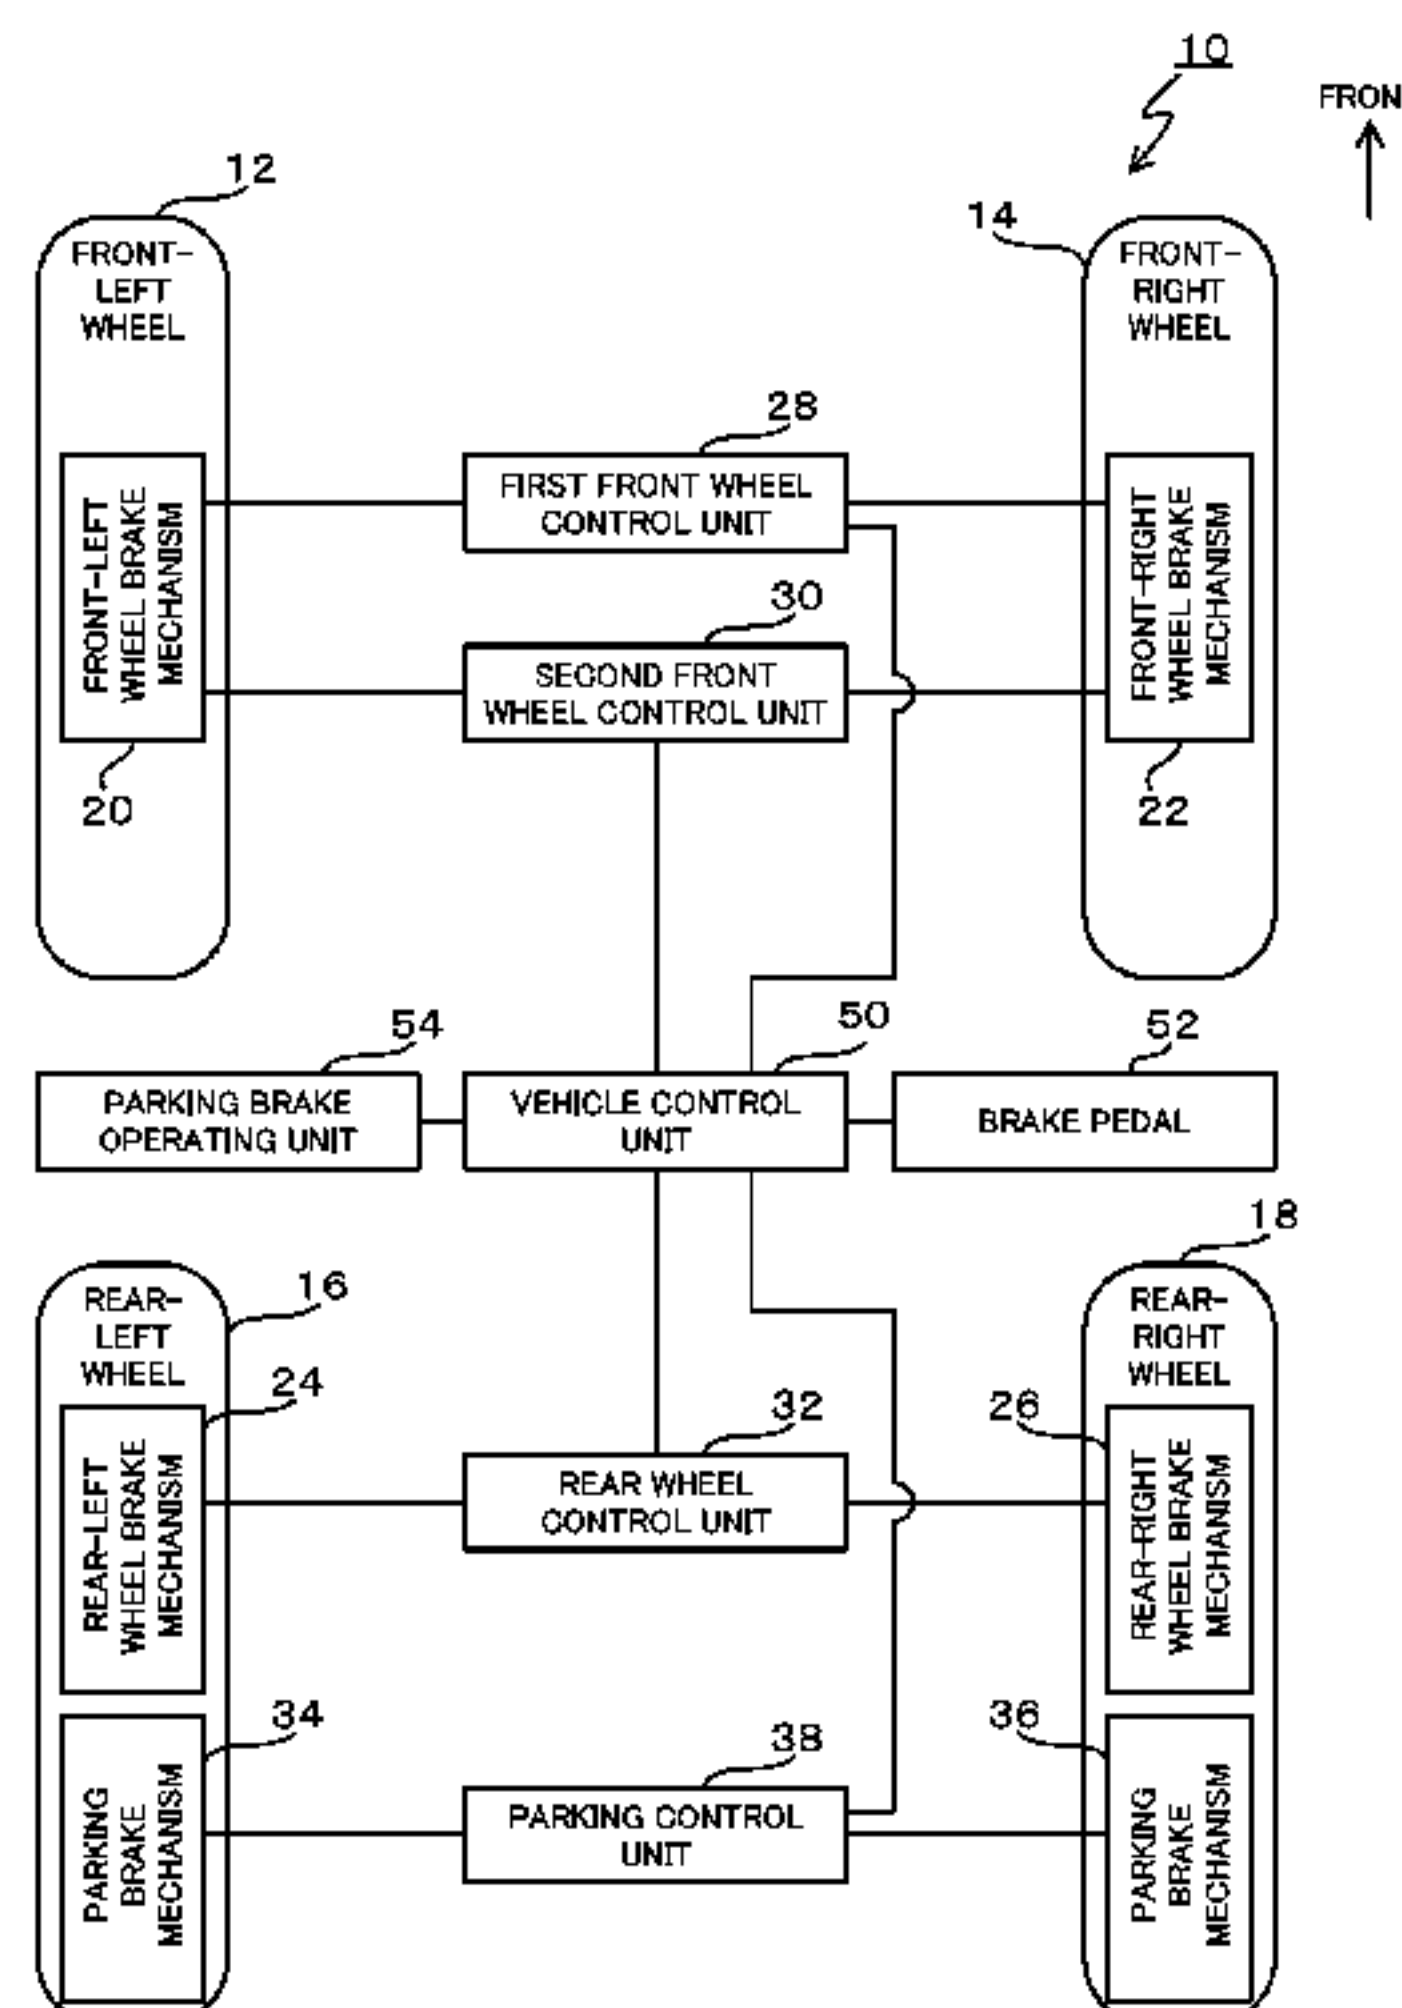 10
FRON
12
14
FRONT-
LEFT
WHEEL
FRONT-
RIGHT
WHEEL
28
FIRST FRONT WHEEL
CONTROL UNIT
FRONT-LEFT
WHEEL BRAKE
MECHANISM
FRONT-RIGHT
WHEEL BRAKE
MECHANISM
30
SECOND FRONT
WHEEL CONTROL UNIT
20
22
54
50
52
PARKING BRAKE
OPERATING UNIT
VEHICLE CONTROL
UNIT
BRAKE PEDAL
18
16
REAR-
LEFT
WHEEL
REAR-
RIGHT
WHEEL
24
32
26
REAR-LEFT
WHEEL BRAKE
MECHANISM
REAR WHEEL
CONTROL UNIT
REAR-RIGHT
WHEEL BRAKE
MECHANISM
34
38
36
PARKING
BRAKE
MECHANISM
PARKING CONTROL
UNIT
PARKING
BRAKE
MECHANISM